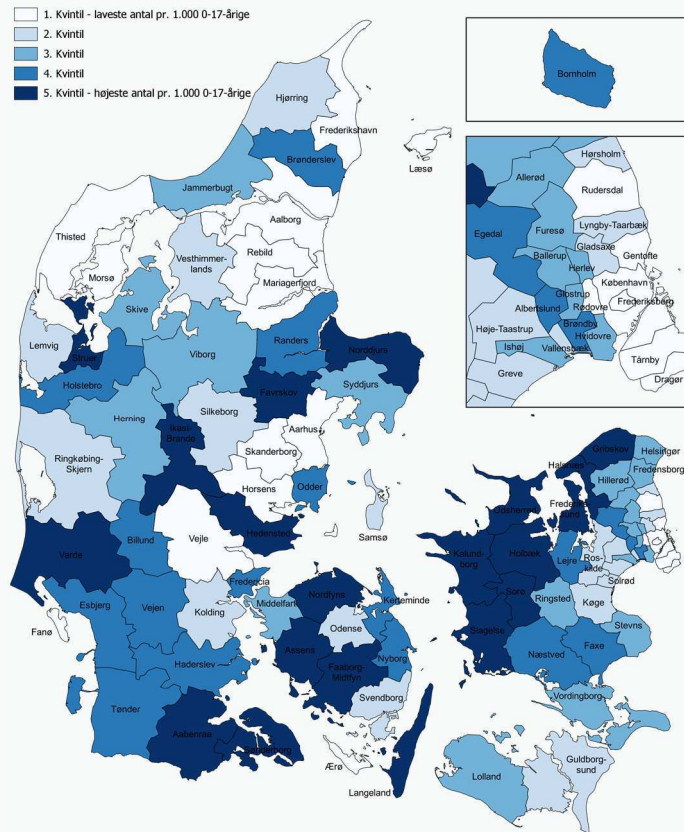 1. Kvintil - laveste antal pr. 1.000 0-17-årige
2. Kvintil
3. Kvintil
4. Kvintil
5. Kvintil - højeste antal pr. 1.000 0-17-årige
Bornholm
Hjørring
Frederikshavn
Brønderslev
Læsø
Jammerbugt
Aalborg
Thisted
Vesthimmer-
lands
Rebild
Morsø
Mariagerfjord
Skive
Lemvig
Struer
Viborg
Randers
Norddjurs
Holstebro
Favrskov
Syddjurs
Herning
Silkeborg
Ikast-
Brande
Aarhus
Skanderborg
Ringkøbing-
Skjern
Horsens
Odder
Samsø
Hedensted
Varde
Billund
Vejle
Fredericia
Esbjerg
Vejen
Middelfart
Nordfyns
Kerteminde
Kolding
Odense
Fanø
Assens
Haderslev
Faaborg-
Midtfyn
Nyborg
Tønder
Svendborg
Aabenraa
Sønderborg
Ærø
Langeland
Hørsholm
Allerød
Rudersdal
Egedal
Furesø
Lyngby-Taarbæk
Gladsaxe
Ballerup
Gentofte
Herlev
København
Glostrup
Rødovre
Frederiksberg
Albertslund
Brøndby
Høje-Taastrup
Hvidovre
Ishøj
Vallensbæk
Tårnby
Greve
Dragør
Gribskov
Helsingør
Halsnæs
Hillerød
Fredensborg
Odsherred
Frederiks-
sund
Kalund-
borg
Holbæk
Lejre
Ros-
kilde
Solrød
Sorø
Ringsted
Køge
Slagelse
Stevns
Næstved
Faxe
Vordingborg
Lolland
Guldborg-
sund